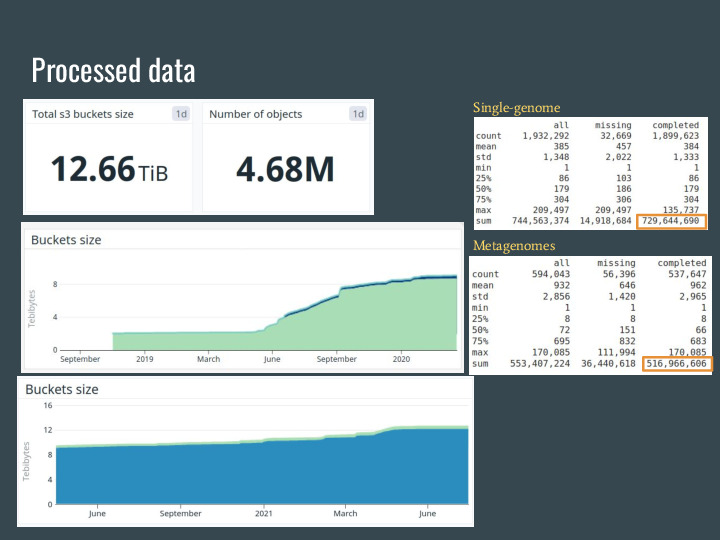 Processed data
Total s3 buckets size 1d
12.66 TiB
Number of objects 1d
4.68M
Buckets size
Tebibytes
8
4
0
September 2019 March June September 2020
Buckets size
Tebibytes
16
12
8
4
0
June September 2021 March June
Single-genome
all missing completed
count 1,932,292 32,669 1,899,623
mean 385 457 384
std 1,348 2,022 1,333
min 1 1 1
25% 86 103 86
50% 179 186 179
75% 304 306 304
max 209,497 209,497 135,737
sum 744,563,374 14,918,684 729,644,690
Metagenomes
all missing completed
count 594,043 56,396 537,647
mean 932 646 962
std 2,856 1,420 2,965
min 1 1 1
25% 8 8 8
50% 72 151 66
75% 695 832 683
max 170,085 111,994 170,085
sum 553,407,224 36,440,618 516,966,606